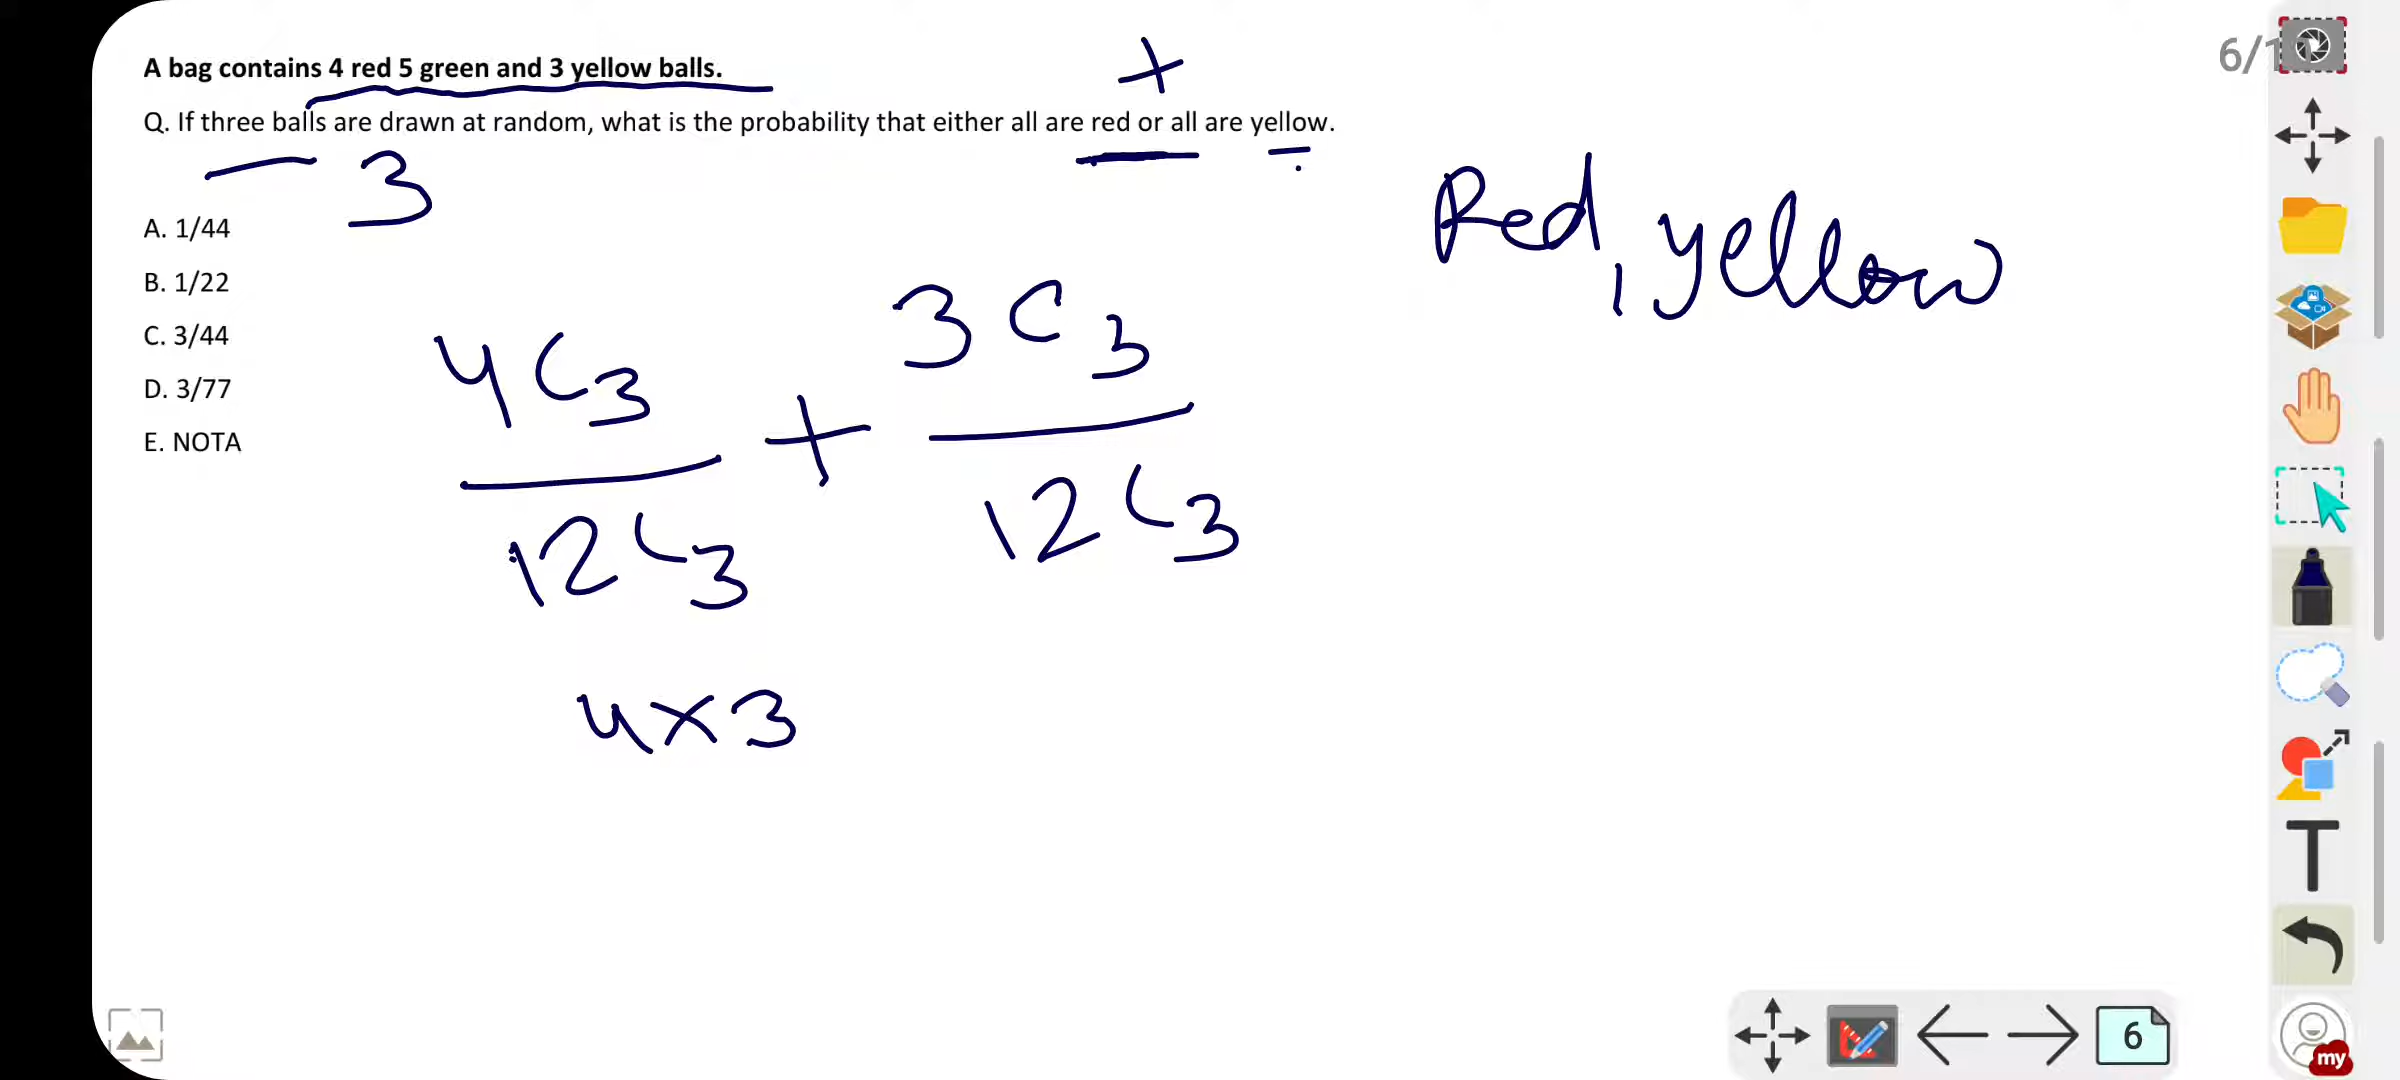 A bag contains 4 red 5 green and 3 yellow balls.
6/1
Q. If three balls are drawn at random, what is the probability that either all are red or all are yellow.
+
3
Red, yellow
A. 1/44
B. 1/22
C. 3/44
D. 3/77
E. NOTA
4C3 + 3C3
12C3 12C3
4×3
T
6
my